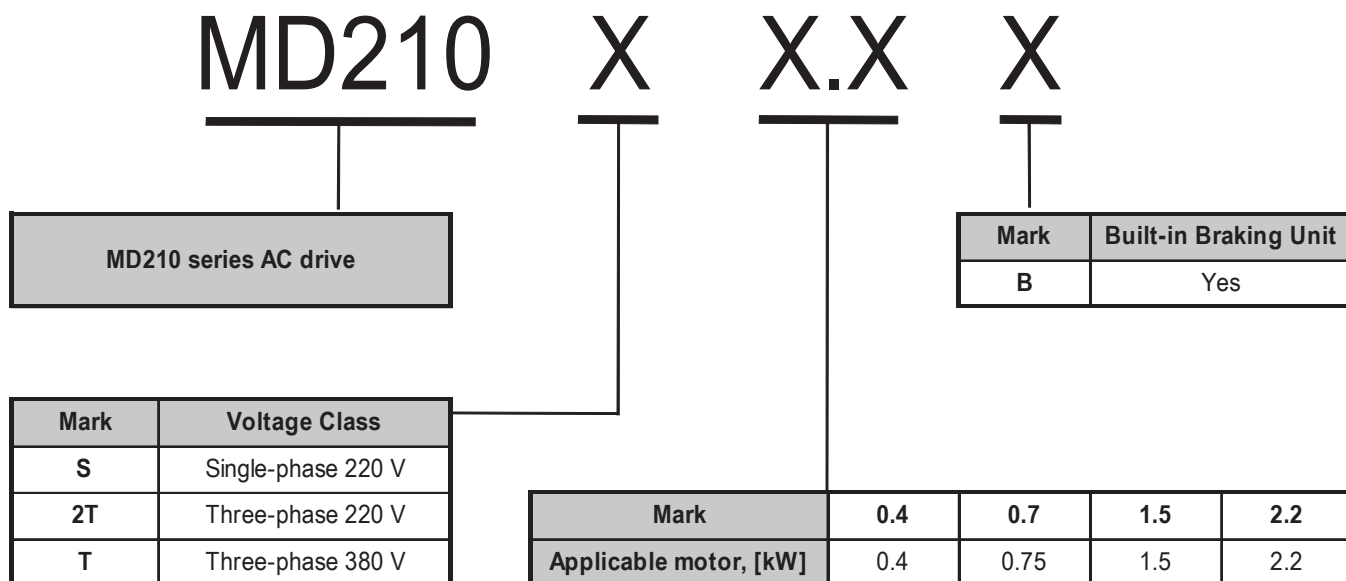 MD210 X X.X X
MD210 series AC drive
Mark Built-in Braking Unit
B Yes
Mark Voltage Class
S Single-phase 220 V
2T Three-phase 220 V
T Three-phase 380 V
Mark 0.4 0.7 1.5 2.2
Applicable motor, [kW] 0.4 0.75 1.5 2.2